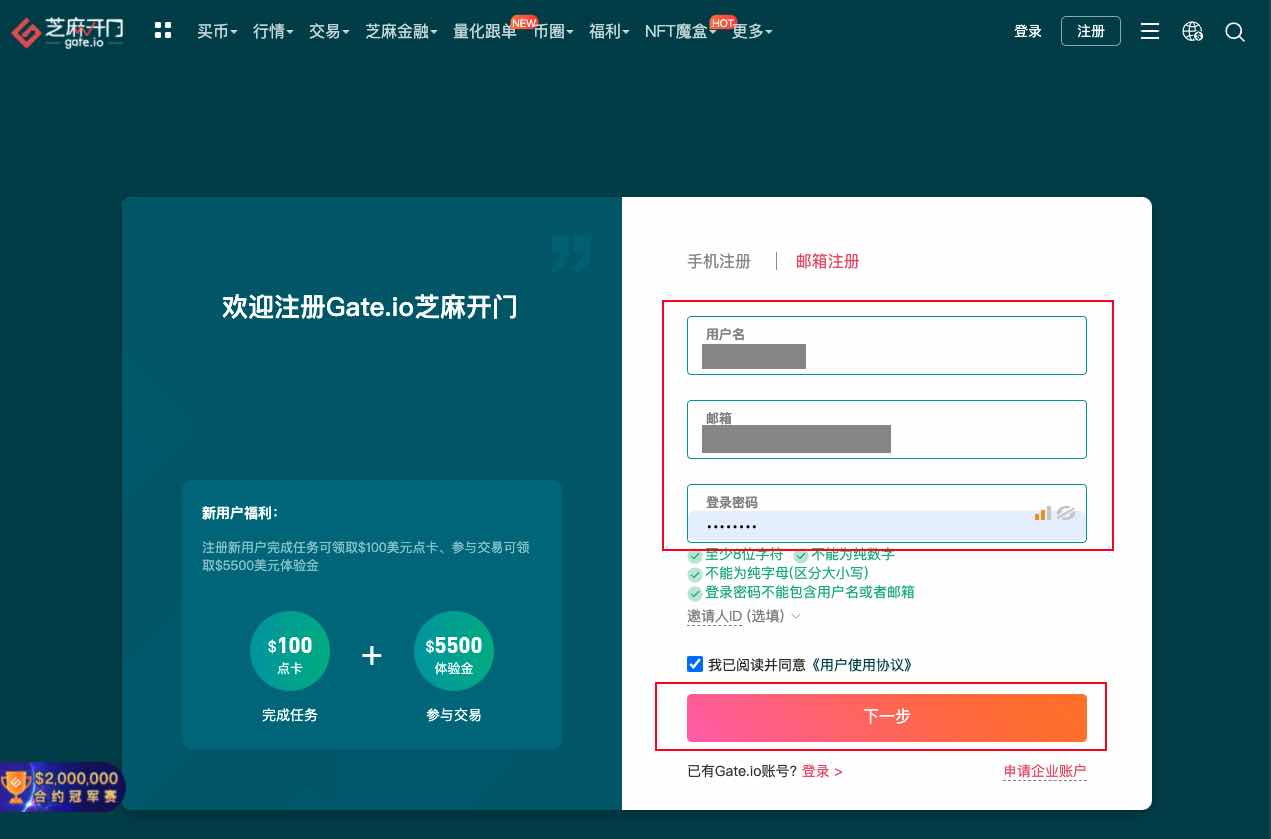 芝麻开门
gate.io
买币
行情
交易
芝麻金融
量化跟单
NEW
币圈
福利
NFT魔盒
HOT
更多
登录
注册
欢迎注册Gate.io芝麻开门
新用户福利：
注册新用户完成任务可领取$100美元点卡、参与交易可领
取$5500美元体验金
$100
点卡
+
$5500
体验金
完成任务
参与交易
$2,000,000
合约冠军赛
手机注册
邮箱注册
用户名
邮箱
登录密码
至少8位字符 不能为纯数字
不能为纯字母(区分大小写)
登录密码不能包含用户名或者邮箱
邀请人ID (选填)
我已阅读并同意《用户使用协议》
下一步
已有Gate.io账号? 登录 >
申请企业账户